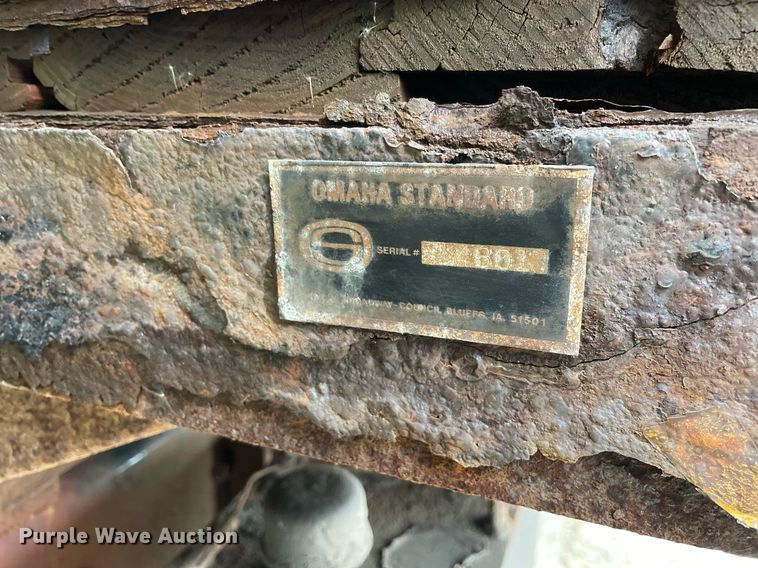 OMAHA STANDARD
SERIAL #
COUNCIL BLUFFS, IA. 51501
Purple Wave Auction